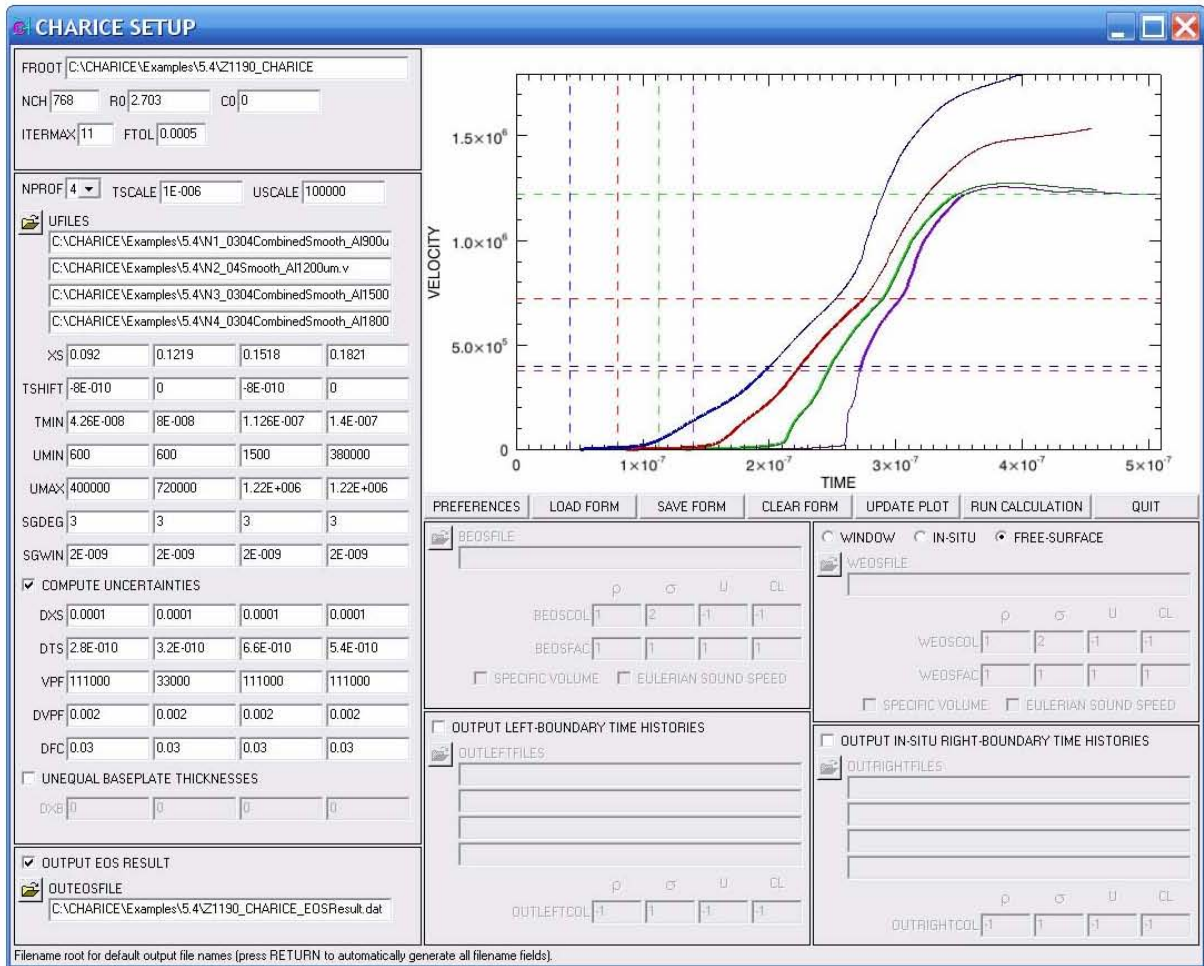 CHARICE SETUP
FROOT C:\CHARICE\Examples\5.4\Z1190_CHARICE
NCH 768 R0 2.703 C0 0
ITERMAX 11 FTOL 0.0005
NPROF 4 TSCALE 1E-006 USCALE 100000
UFILES
C:\CHARICE\Examples\5.4\N1_0304CombinedSmooth_Al900u
C:\CHARICE\Examples\5.4\N2_04Smooth_Al1200um.v
C:\CHARICE\Examples\5.4\N3_0304CombinedSmooth_Al1500
C:\CHARICE\Examples\5.4\N4_0304CombinedSmooth_Al1800
XS 0.092 0.1219 0.1518 0.1821
TSHIFT -8E-010 0 -8E-010 0
TMIN 4.26E-008 8E-008 1.126E-007 1.4E-007
UMIN 600 600 1500 380000
UMAX 400000 720000 1.22E+006 1.22E+006
SGDEG 3 3 3 3
SGWIN 2E-009 2E-009 2E-009 2E-009
COMPUTE UNCERTAINTIES
DXS 0.0001 0.0001 0.0001 0.0001
DTS 2.8E-010 3.2E-010 6.6E-010 5.4E-010
VPF 111000 33000 111000 111000
DVPF 0.002 0.002 0.002 0.002
DFC 0.03 0.03 0.03 0.03
UNEQUAL BASEPLATE THICKNESSES
DXB 0 0 0 0
OUTPUT EOS RESULT
OUTEOSFILE
C:\CHARICE\Examples\5.4\Z1190_CHARICE_EOSResult.dat
VELOCITY
1.5×10⁶
1.0×10⁶
5.0×10⁵
0
0 1×10⁻⁷ 2×10⁻⁷ 3×10⁻⁷ 4×10⁻⁷ 5×10⁻⁷
TIME
PREFERENCES LOAD FORM SAVE FORM CLEAR FORM UPDATE PLOT RUN CALCULATION QUIT
BEOSFILE
ρ σ U CL
BEOSCOL 1 2 -1 -1
BEOSFAC 1 1 1 1
SPECIFIC VOLUME EULERIAN SOUND SPEED
WINDOW IN-SITU FREE-SURFACE
WEOSFILE
ρ σ U CL
WEOSCOL 1 2 -1 -1
WEOSFAC 1 1 1 1
SPECIFIC VOLUME EULERIAN SOUND SPEED
OUTPUT LEFT-BOUNDARY TIME HISTORIES
OUTLEFTFILES
ρ σ U CL
OUTLEFTCOL -1 1 -1 -1
OUTPUT IN-SITU RIGHT-BOUNDARY TIME HISTORIES
OUTRIGHTFILES
ρ σ U CL
OUTRIGHTCOL -1 1 -1 -1
Filename root for default output file names (press RETURN to automatically generate all filename fields).